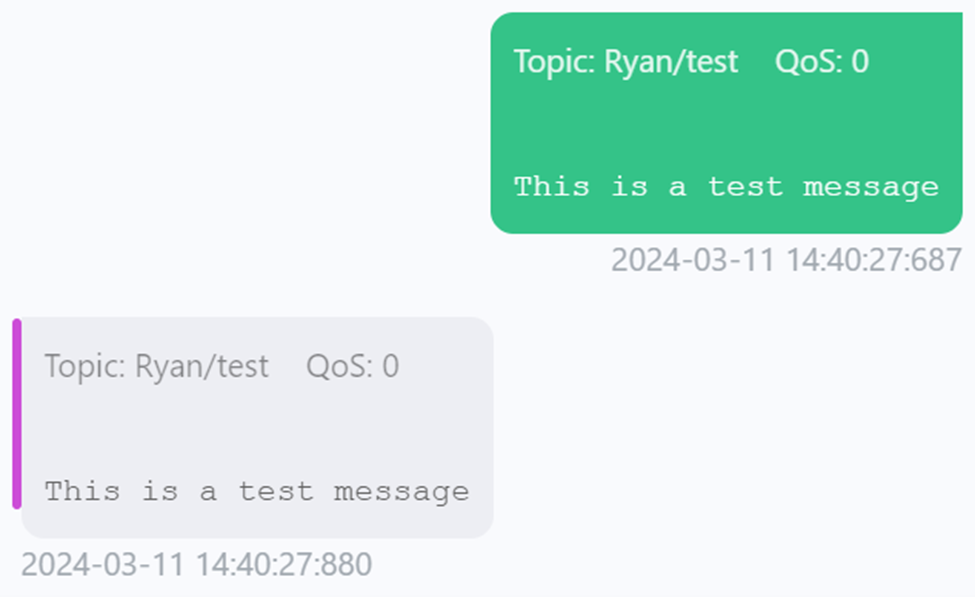 Topic: Ryan/test    QoS: 0
This is a test message
2024-03-11 14:40:27:687
Topic: Ryan/test    QoS: 0
This is a test message
2024-03-11 14:40:27:880